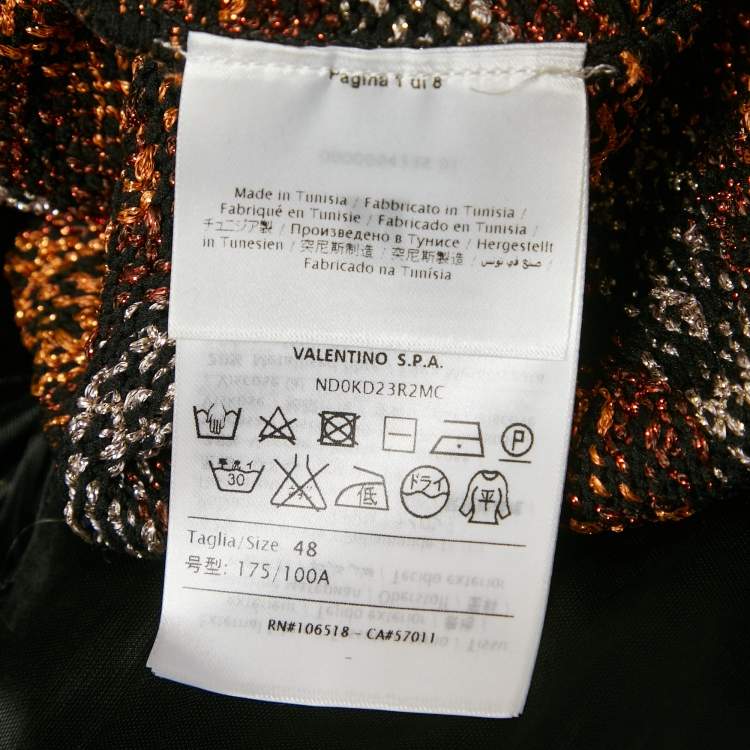 Pagina 1 di 8
Made in Tunisia / Fabbricato in Tunisia /
Fabriqué en Tunisie / Fabricado en Tunisia /
チュニジア製 / Произведено в Тунисе / Hergestellt
in Tunesien / 突尼斯制造 / 突尼斯製造 / صنع في تونس
Fabricado na Tunísia
VALENTINO S.P.A.
ND0KD23R2MC
P
30 低 ドライ 平
Taglia/Size 48
号型: 175/100A
RN#106518 - CA#57011